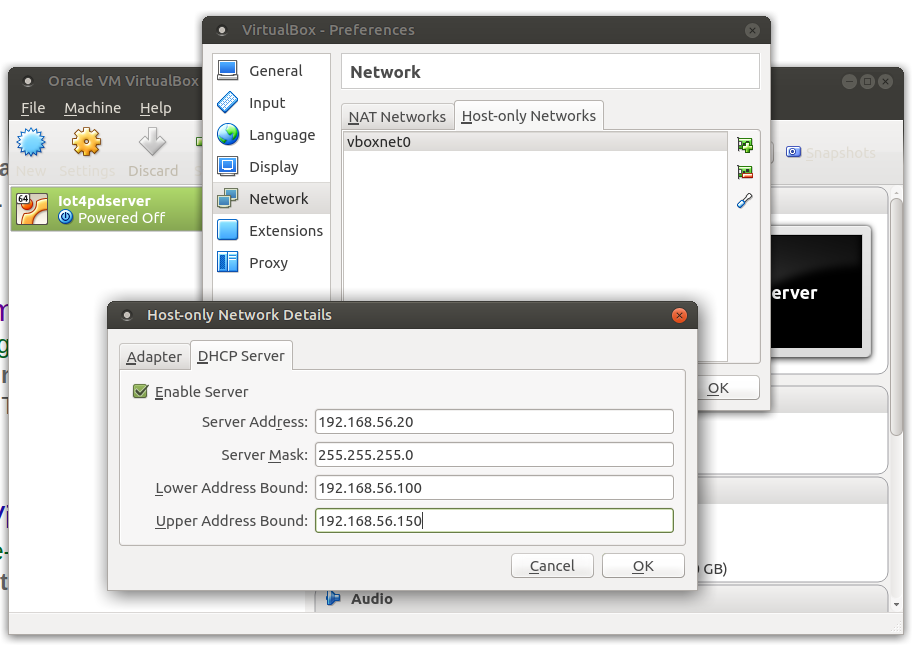 VirtualBox - Preferences
Oracle VM VirtualBox
File Machine Help
New Settings Discard
Snapshots
64
Iot4pdserver
Powered Off
General
Input
Language
Display
Network
Extensions
Proxy
Network
NAT Networks Host-only Networks
vboxnet0
erver
OK
Host-only Network Details
Adapter DHCP Server
Enable Server
Server Address: 192.168.56.20
Server Mask: 255.255.255.0
Lower Address Bound: 192.168.56.100
Upper Address Bound: 192.168.56.150
Cancel OK
GB)
Audio